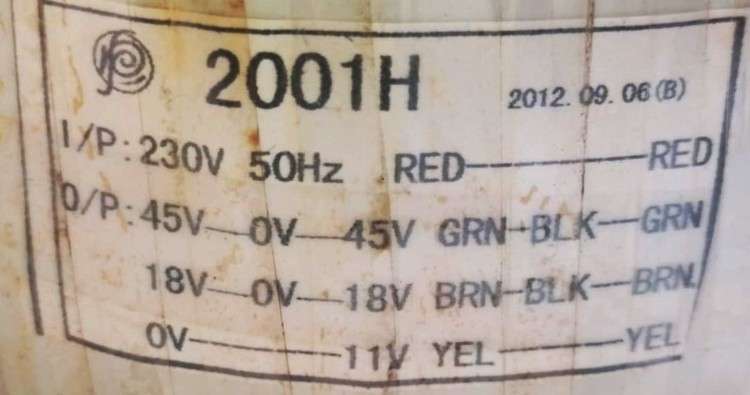 2001H 2012.09.06(B)
I/P:230V 50Hz RED—RED
O/P:45V—0V—45V GRN-BLK—GRN
18V—0V—18V BRN-BLK—BRN
0V—11V YEL—YEL